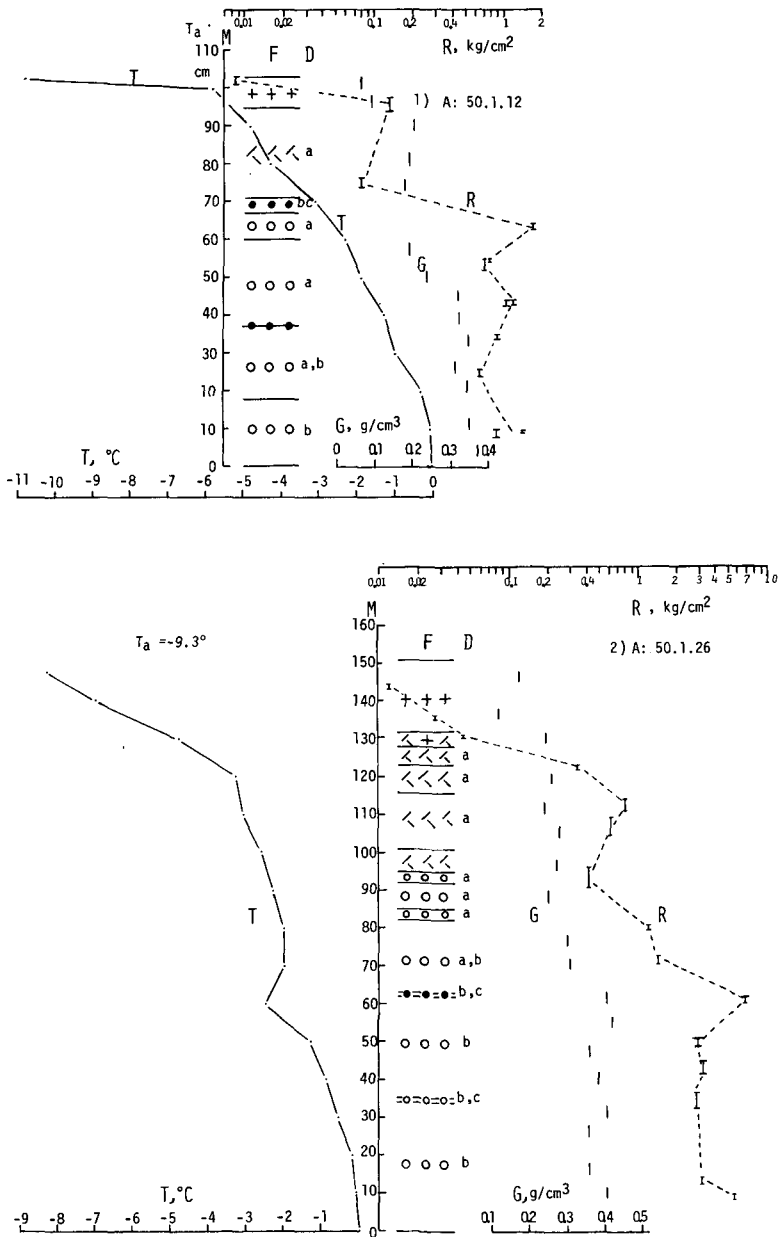 0.01 0.02 0.1 0.2 0.4 1 2
Ta M R, kg/cm2
110 F D
cm T
+ + + 1) A: 50.1.12
90
a
80
70 bc R
a T
60
G
50
a
40
30
a,b
10
10 b G, g/cm3
0 0 0.1 0.2 0.3 0.4
T, °C
-11 -10 -9 -8 -7 -6 -5 -4 -3 -2 -1 0
0.01 0.02 0.1 0.2 0.4 1 2 3 4 5 7 10
M R, kg/cm2
160
Ta = -9.3° F D 2) A: 50.1.26
150
140 + + +
130 +
a
120 a
110
100
a
90 a
T a G R
80
70 a,b
60 b,c
50 b
40
b,c
30
20 b
T,°C G,g/cm3
10 0.1 0.2 0.3 0.4 0.5
-9 -8 -7 -6 -5 -4 -3 -2 -1 0